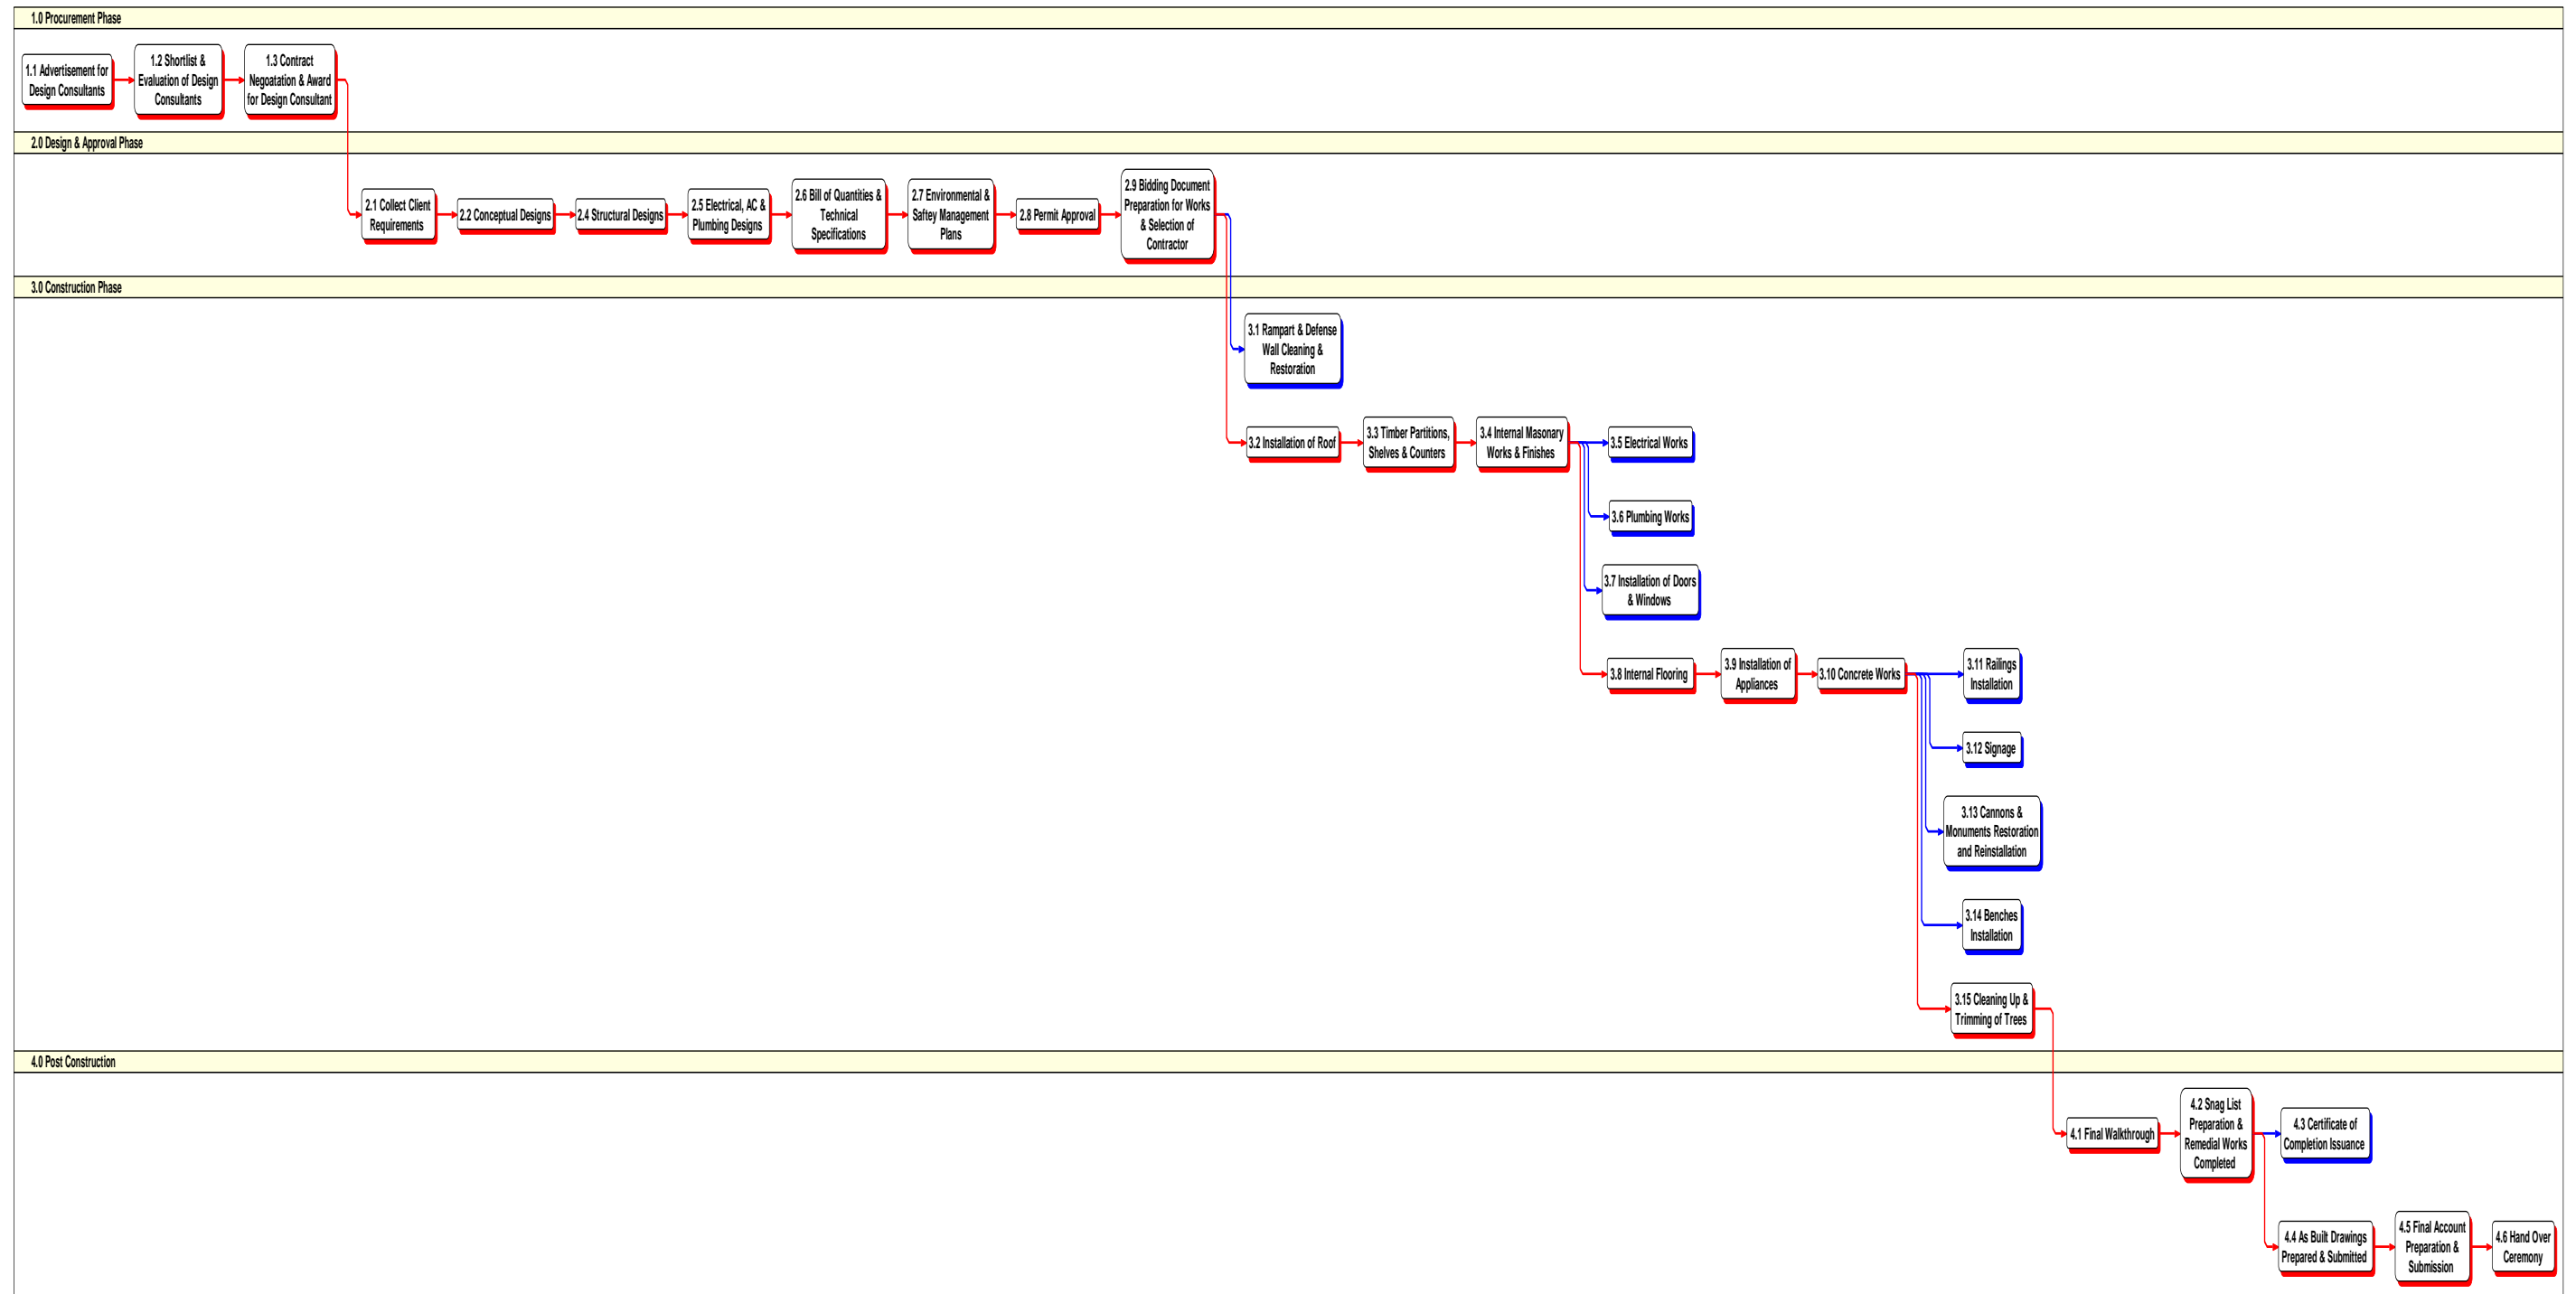 1.0 Procurement Phase
1.1 Advertisement for
Design Consultants
1.2 Shortlist &
Evaluation of Design
Consultants
1.3 Contract
Negoatation & Award
for Design Consultant
2.0 Design & Approval Phase
2.1 Collect Client
Requirements
2.2 Conceptual Designs
2.4 Structural Designs
2.5 Electrical, AC &
Plumbing Designs
2.6 Bill of Quantities &
Technical
Specifications
2.7 Environmental &
Saftey Management
Plans
2.8 Permit Approval
2.9 Bidding Document
Preparation for Works
& Selection of
Contractor
3.0 Construction Phase
3.1 Rampart & Defense
Wall Cleaning &
Restoration
3.2 Installation of Roof
3.3 Timber Partitions,
Shelves & Counters
3.4 Internal Masonary
Works & Finishes
3.5 Electrical Works
3.6 Plumbing Works
3.7 Installation of Doors
& Windows
3.8 Internal Flooring
3.9 Installation of
Appliances
3.10 Concrete Works
3.11 Railings
Installation
3.12 Signage
3.13 Cannons &
Monuments Restoration
and Reinstallation
3.14 Benches
Installation
3.15 Cleaning Up &
Trimming of Trees
4.0 Post Construction
4.1 Final Walkthrough
4.2 Snag List
Preparation &
Remedial Works
Completed
4.3 Certificate of
Completion Issuance
4.4 As Built Drawings
Prepared & Submitted
4.5 Final Account
Preparation &
Submission
4.6 Hand Over
Ceremony